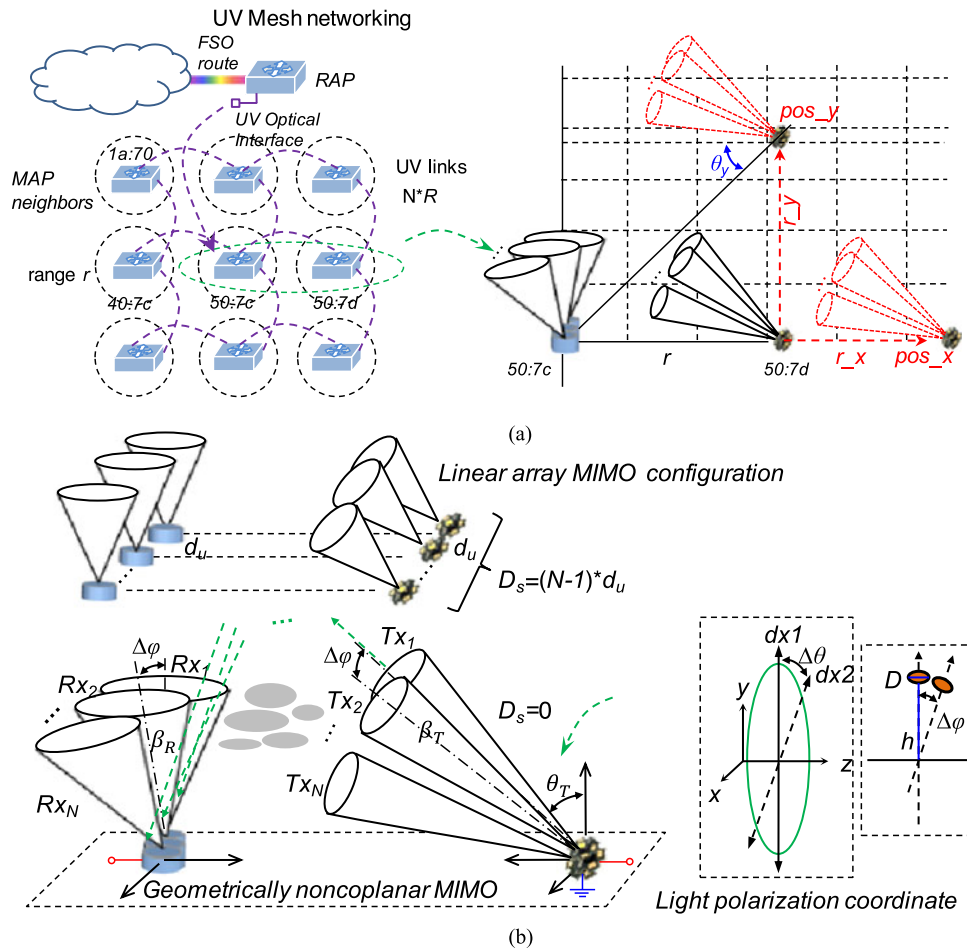 UV Mesh networking
FSO
route
RAP
UV Optical
Interface
1a:70
MAP
neighbors
UV links
N*R
range r
40:7c
50:7c
50:7d
pos_y
θy
r_y
r
r_x
pos_x
50:7c
50:7d
(a)
Linear array MIMO configuration
du
du
Ds=(N-1)*du
Δφ
Rx1
Rx2
βR
RxN
...
Tx1
Δφ
Tx2
βT
Ds=0
TxN
θT
Geometrically noncoplanar MIMO
dx1
Δθ
dx2
y
z
x
D
Δφ
h
Light polarization coordinate
(b)